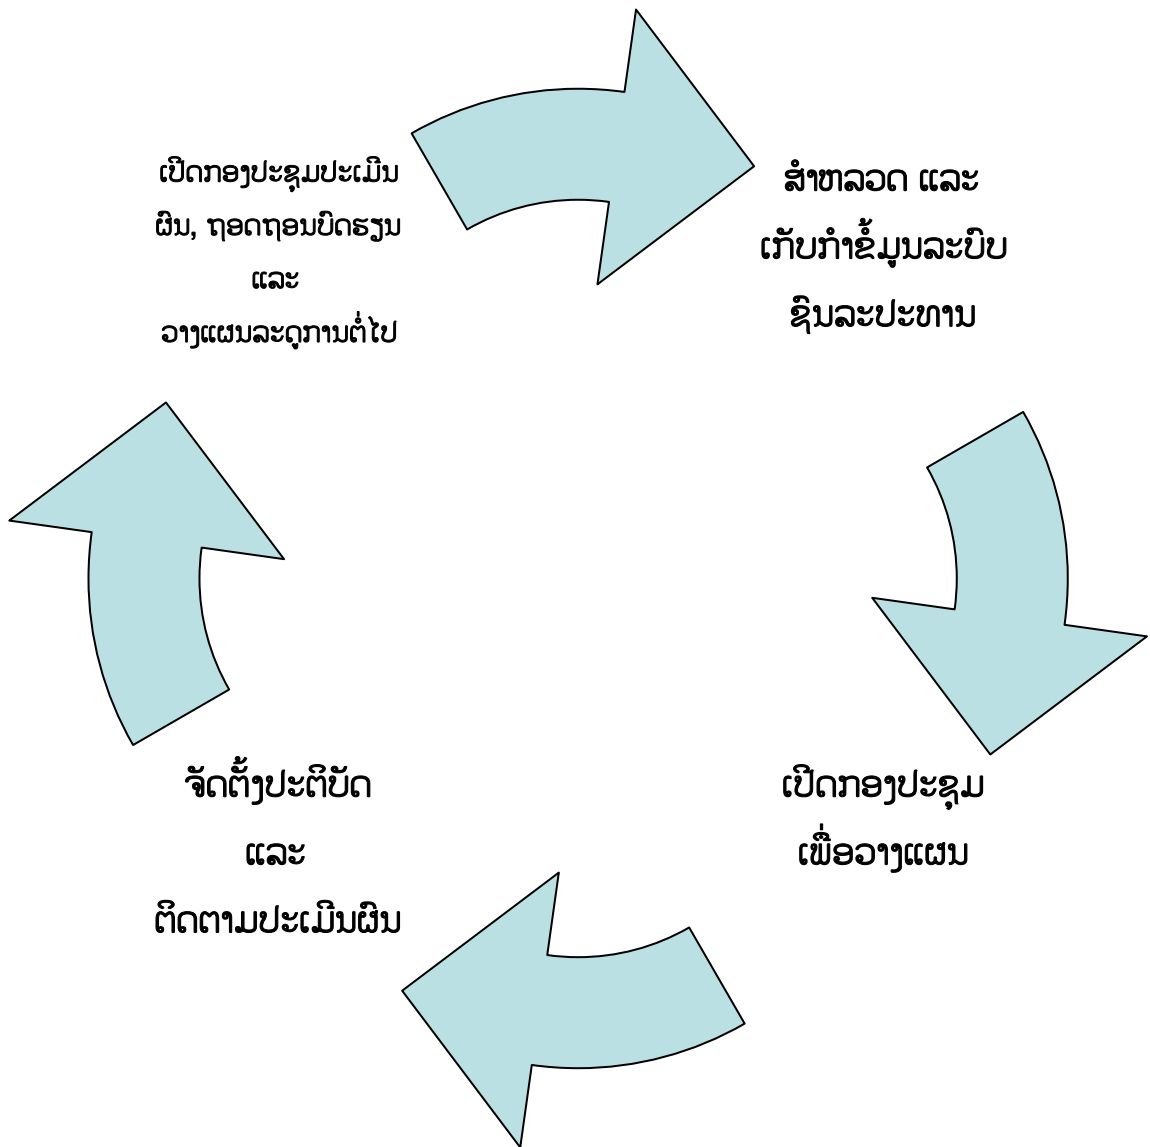 ເປີດກອງປະຊຸມປະເມີນ
ຜົນ, ຖອດຖອນບົດຮຽນ
ແລະ
ວາງແຜນລະດູການຕໍ່ໄປ
ສຳຫລວດ ແລະ
ເກັບກຳຂໍ້ມູນລະບົບ
ຊົນລະປະທານ
ເປີດກອງປະຊຸມ
ເພື່ອວາງແຜນ
ຈັດຕັ້ງປະຕິບັດ
ແລະ
ຕິດຕາມປະເມີນຜົນ